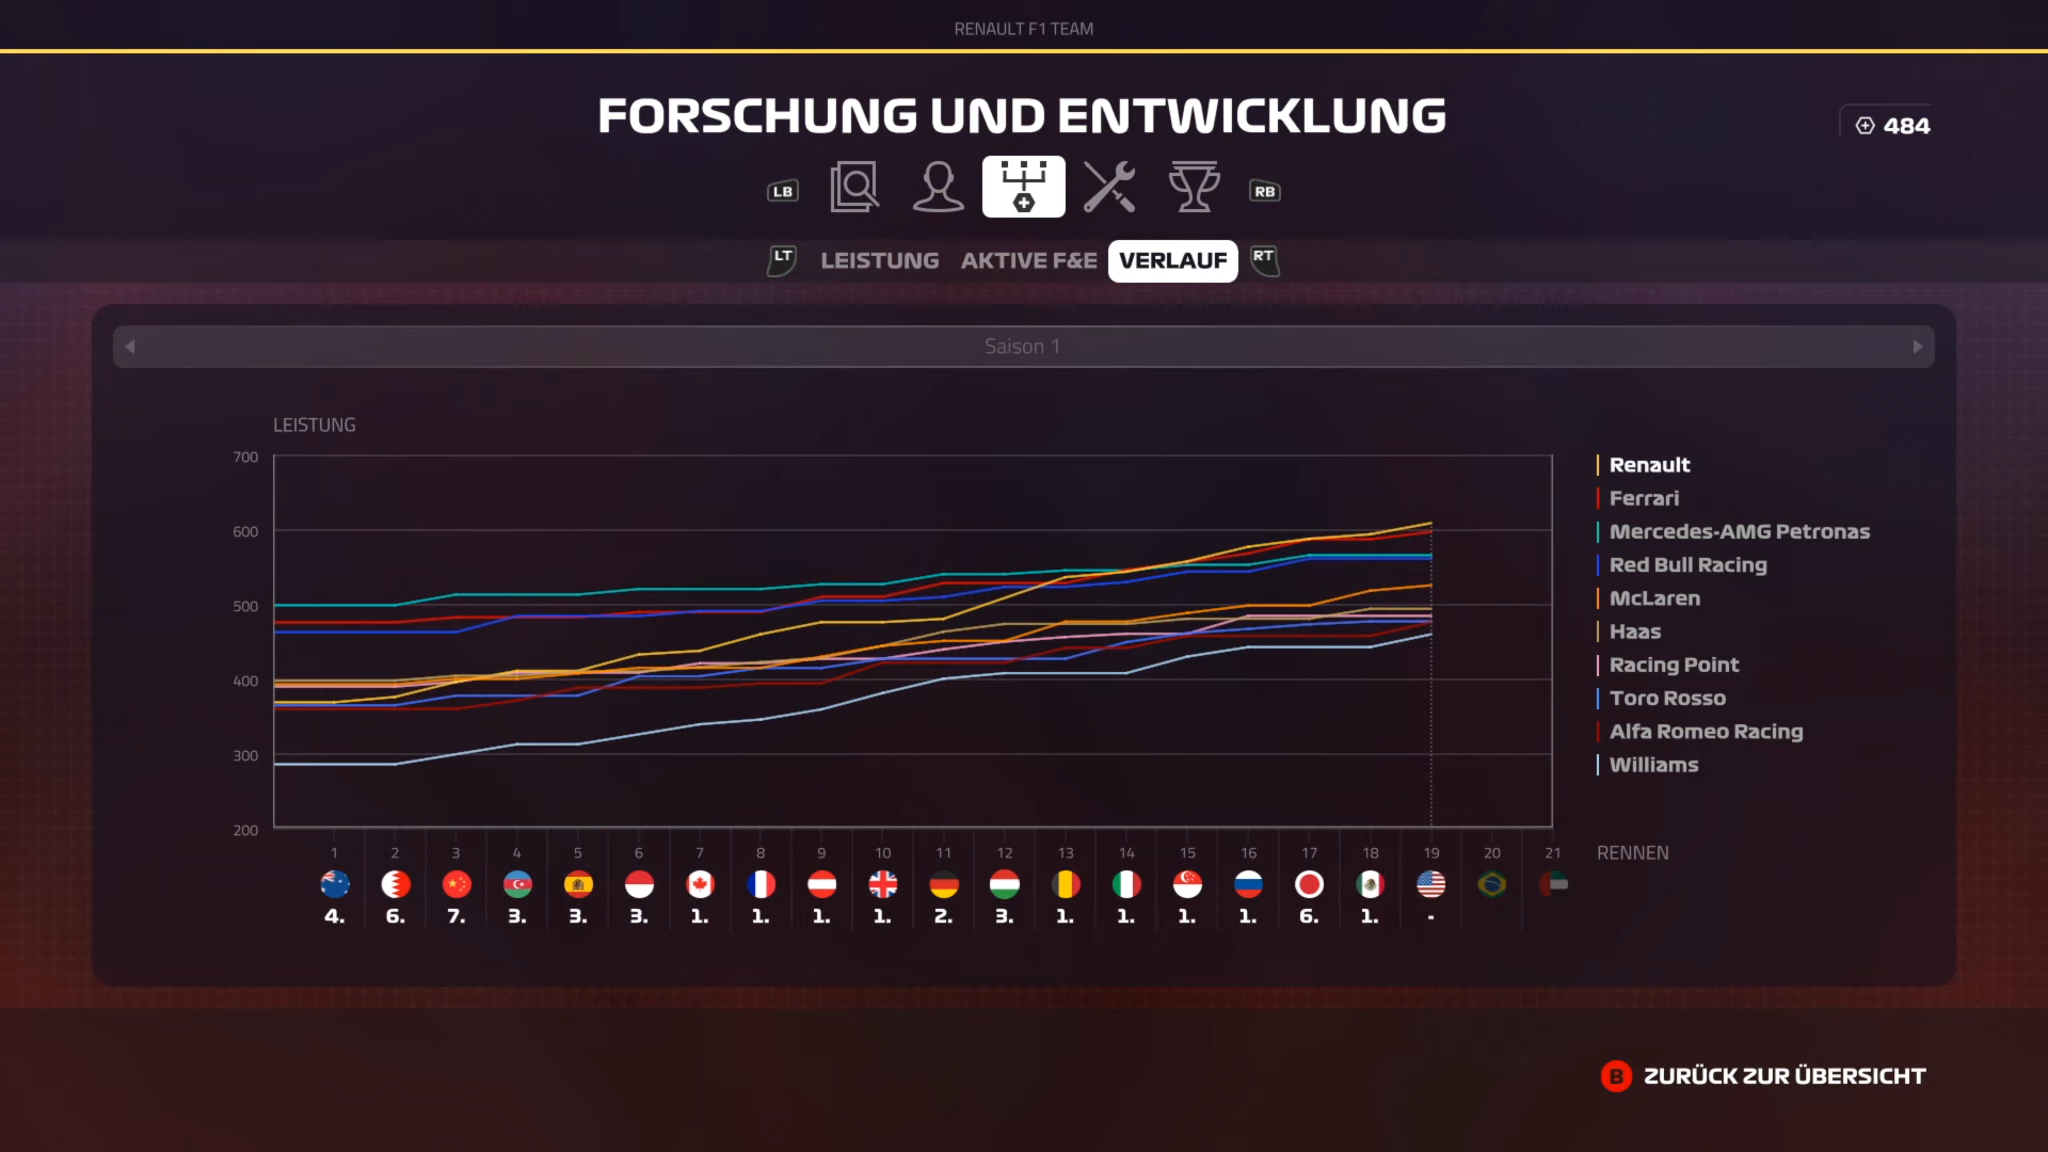 RENAULT F1 TEAM
FORSCHUNG UND ENTWICKLUNG
484
LB RB
LT LEISTUNG AKTIVE F&E VERLAUF RT
Saison 1
LEISTUNG
700
600
500
400
300
200
Renault
Ferrari
Mercedes-AMG Petronas
Red Bull Racing
McLaren
Haas
Racing Point
Toro Rosso
Alfa Romeo Racing
Williams
1 2 3 4 5 6 7 8 9 10 11 12 13 14 15 16 17 18 19 20 21 RENNEN
4. 6. 7. 3. 3. 3. 1. 1. 1. 1. 2. 3. 1. 1. 1. 1. 6. 1. -
B ZURÜCK ZUR ÜBERSICHT